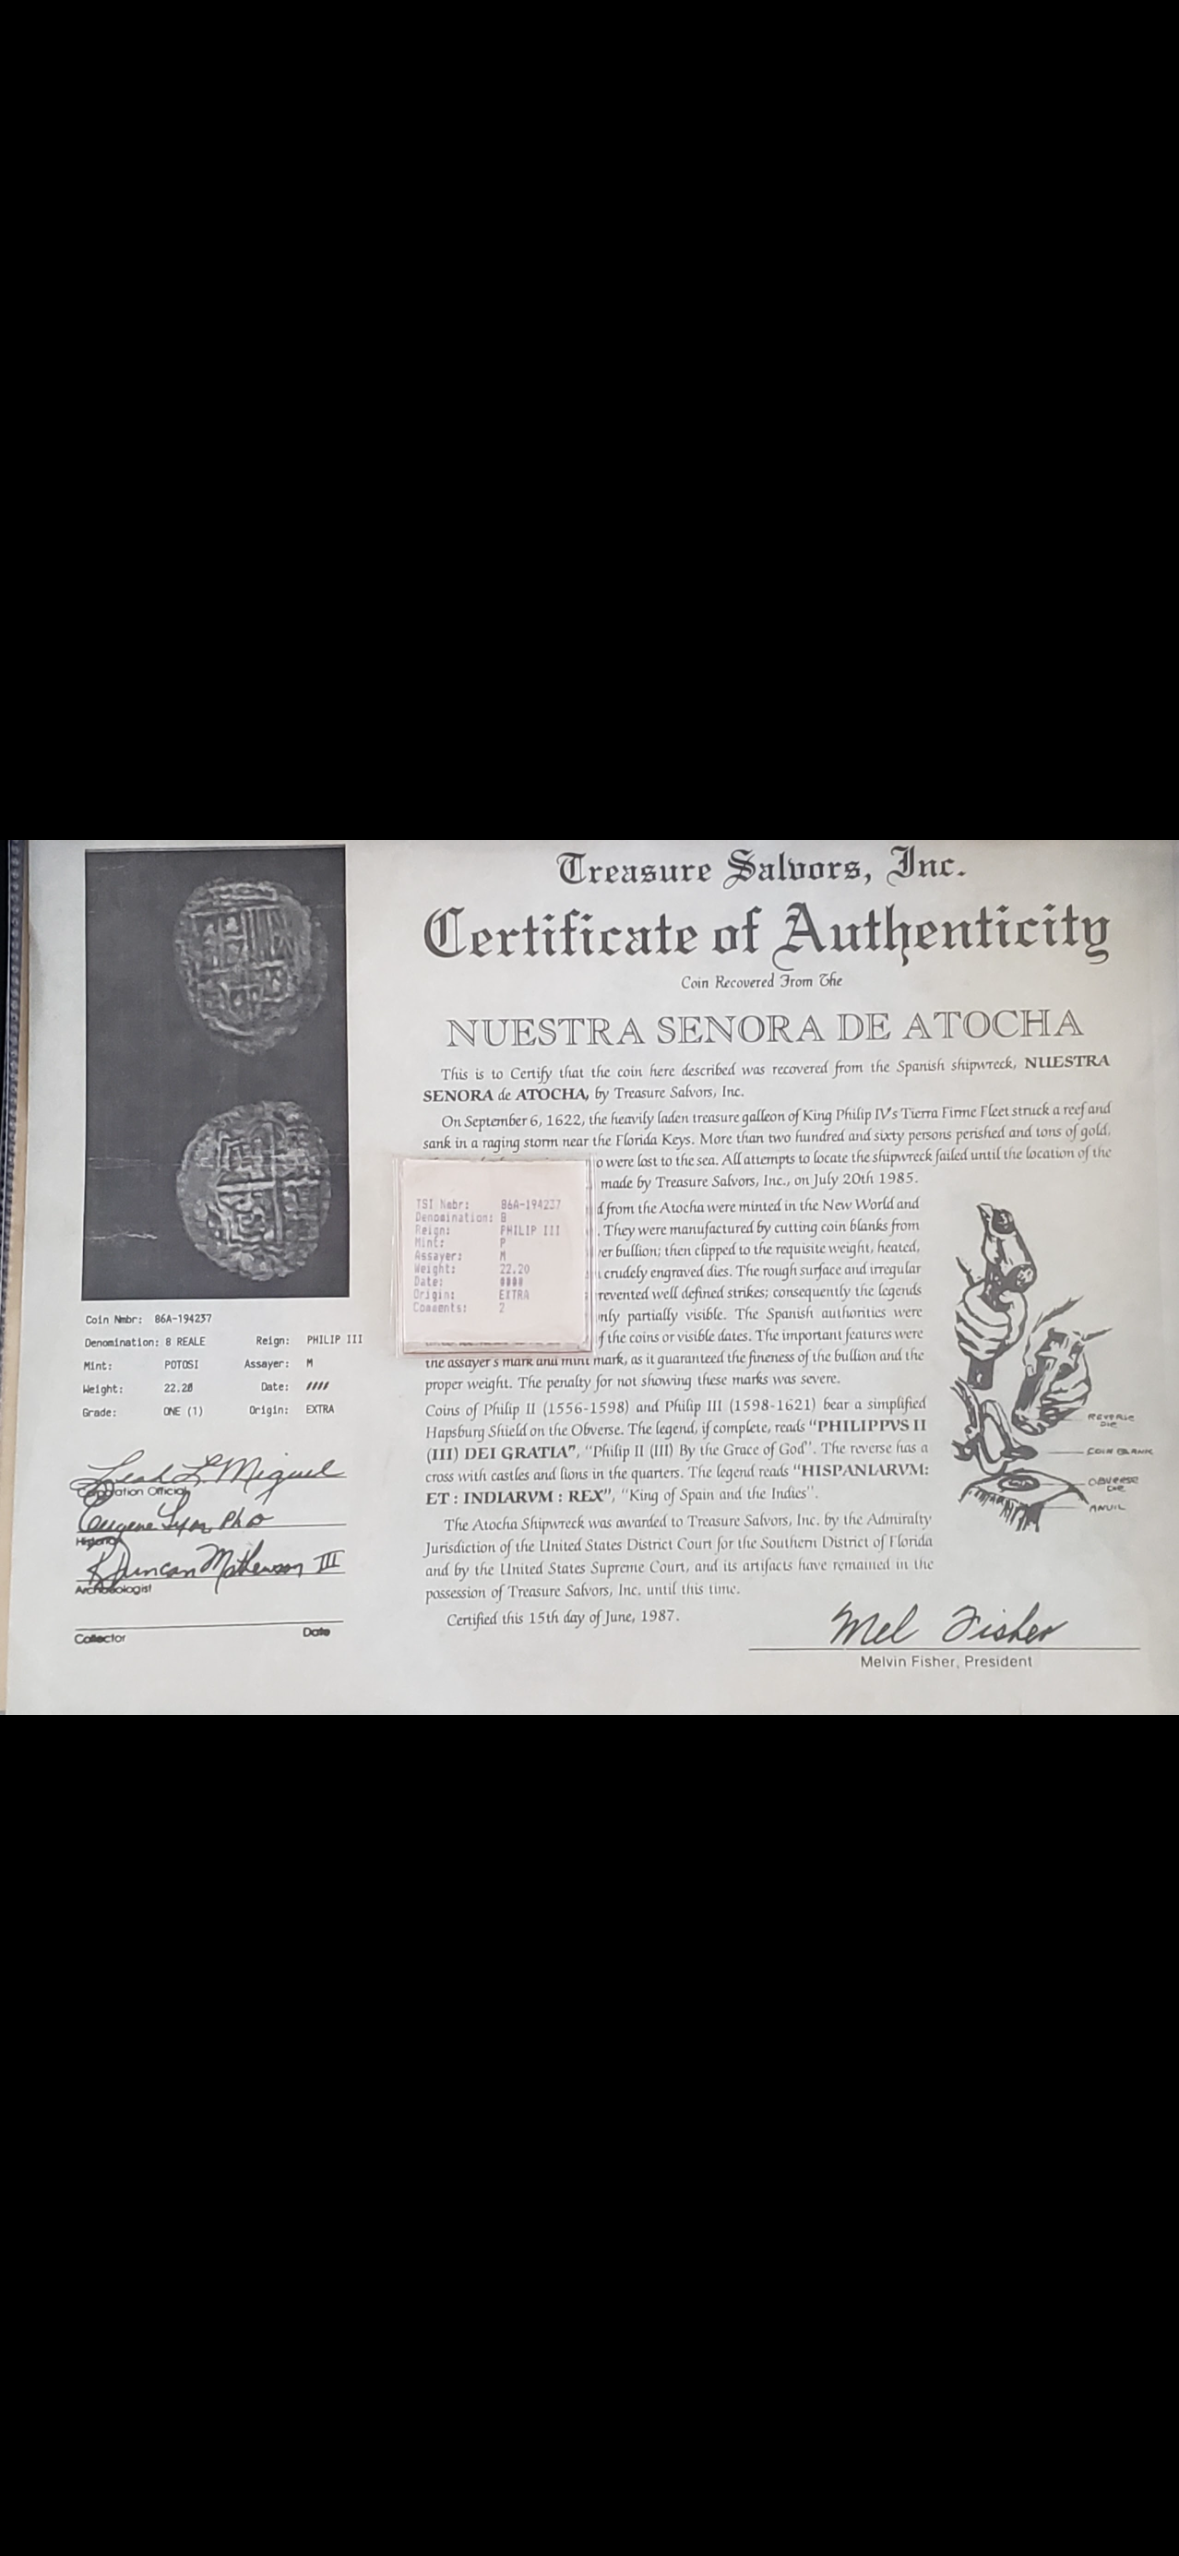 Treasure Salvors, Inc.
Certificate of Authenticity
Coin Recovered From The
NUESTRA SENORA DE ATOCHA
This is to Certify that the coin here described was recovered from the Spanish shipwreck, NUESTRA
SENORA de ATOCHA, by Treasure Salvors, Inc.
On September 6, 1622, the heavily laden treasure galleon of King Philip IV's Tierra Firme Fleet struck a reef and
sank in a raging storm near the Florida Keys. More than two hundred and sixty persons perished and tons of gold,
o were lost to the sea. All attempts to locate the shipwreck failed until the location of the
made by Treasure Salvors, Inc., on July 20th 1985.
d from the Atocha were minted in the New World and
. They were manufactured by cutting coin blanks from
er bullion; then clipped to the requisite weight, heated,
crudely engraved dies. The rough surface and irregular
revented well defined strikes; consequently the legends
nly partially visible. The Spanish authorities were
f the coins or visible dates. The important features were
the assayer's mark and mint mark, as it guaranteed the fineness of the bullion and the
proper weight. The penalty for not showing these marks was severe.
Coins of Philip II (1556-1598) and Philip III (1598-1621) bear a simplified
Hapsburg Shield on the Obverse. The legend, if complete, reads "PHILIPPVS II
(III) DEI GRATIA", "Philip II (III) By the Grace of God". The reverse has a
cross with castles and lions in the quarters. The legend reads "HISPANIARVM:
ET : INDIARVM : REX", "King of Spain and the Indies".
The Atocha Shipwreck was awarded to Treasure Salvors, Inc. by the Admiralty
Jurisdiction of the United States District Court for the Southern District of Florida
and by the United States Supreme Court, and its artifacts have remained in the
possession of Treasure Salvors, Inc. until this time.
Certified this 15th day of June, 1987.
Mel Fisher
Melvin Fisher, President
TSI Nmbr: 86A-194237
Denomination: 8
Reign: PHILIP III
Mint: P
Assayer: M
Weight: 22.20
Date: ####
Origin: EXTRA
Comments: 2
REVERSE
DIE
COIN BLANK
OBVERSE
DIE
ANVIL
Coin Nmbr: 86A-194237
Denomination: 8 REALE Reign: PHILIP III
Mint: POTOSI Assayer: M
Weight: 22.20 Date: ////
Grade: ONE (1) Origin: EXTRA
Leah L. Miguel
Corporation Official
Eugene Lyon PhD
Historian
R Duncan Mathewson III
Archaeologist
Collector Date